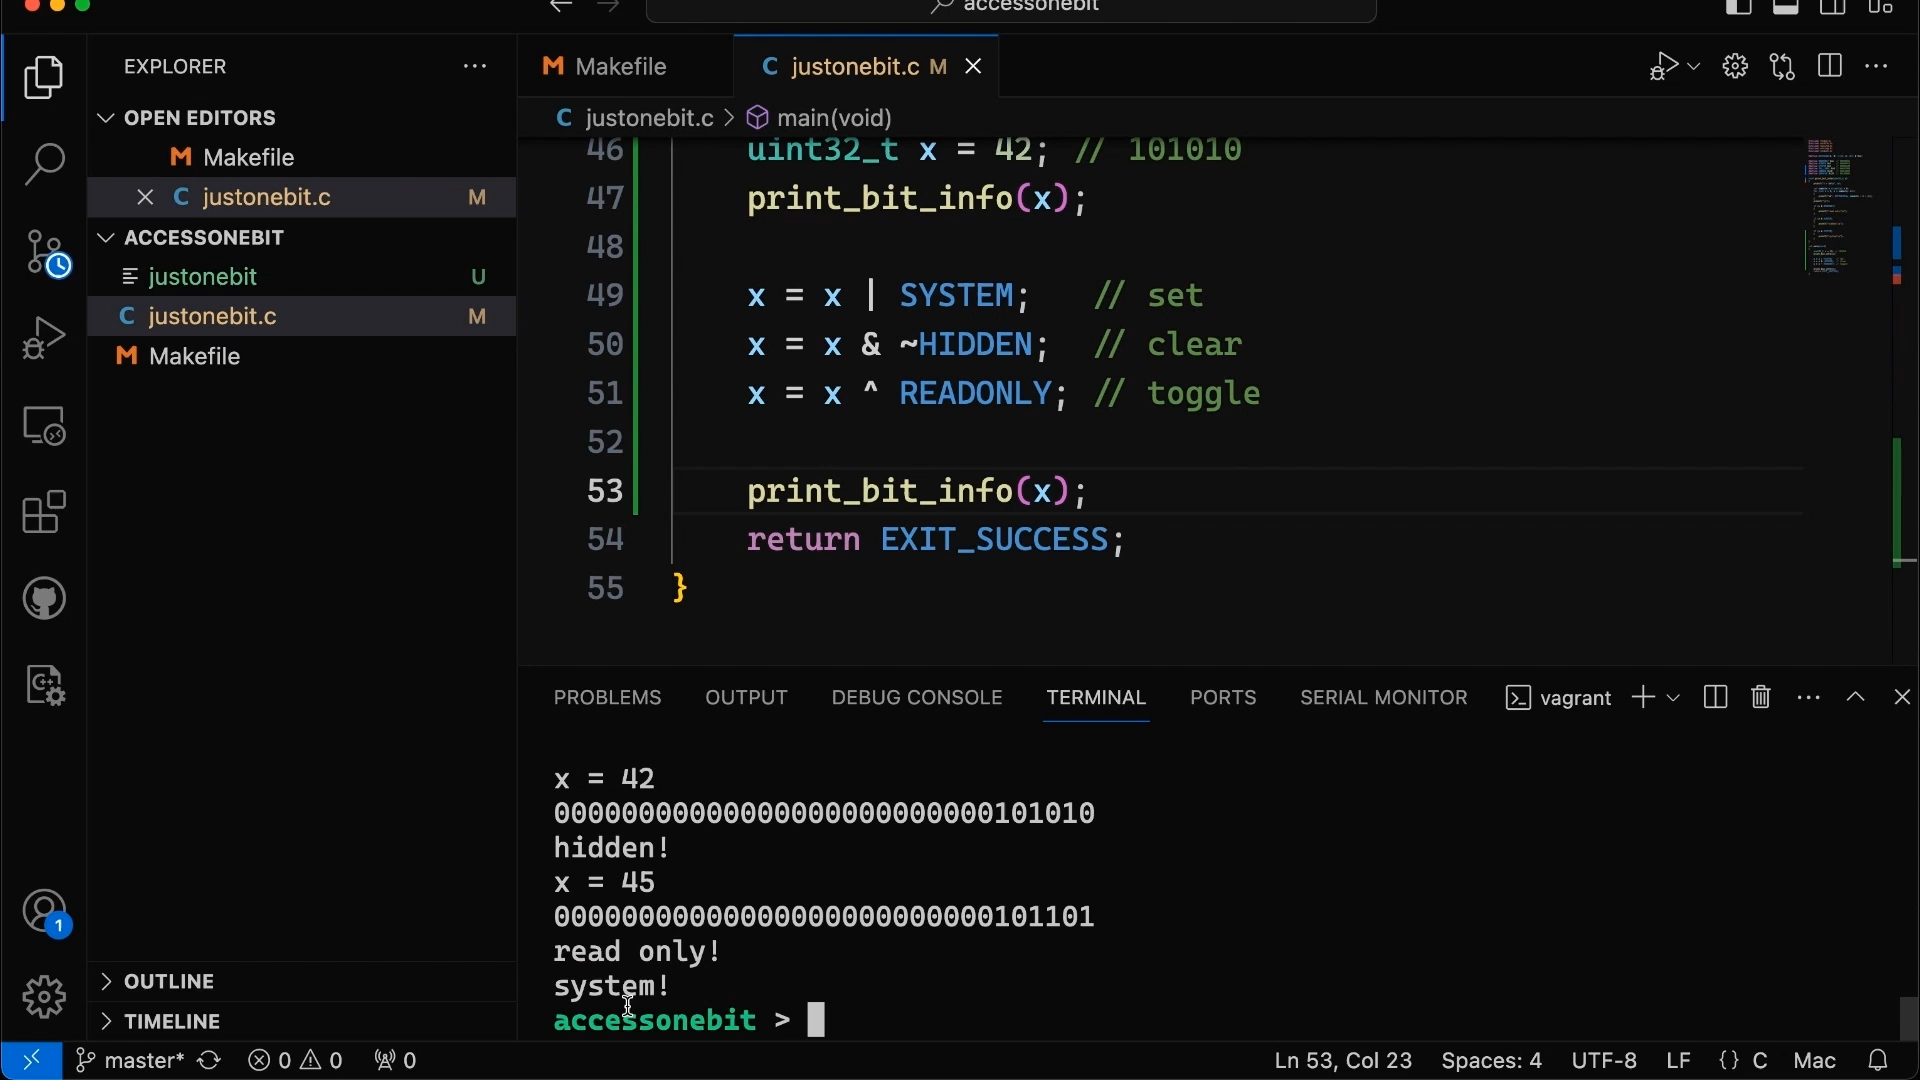 accessonebit
EXPLORER
OPEN EDITORS
Makefile
justonebit.c M
ACCESSONEBIT
justonebit U
justonebit.c M
Makefile
OUTLINE
TIMELINE
Makefile
justonebit.c M
justonebit.c > main(void)
46 uint32_t x = 42; // 101010
47 print_bit_info(x);
48
49 x = x | SYSTEM; // set
50 x = x & ~HIDDEN; // clear
51 x = x ^ READONLY; // toggle
52
53 print_bit_info(x);
54 return EXIT_SUCCESS;
55 }
PROBLEMS OUTPUT DEBUG CONSOLE TERMINAL PORTS SERIAL MONITOR vagrant
x = 42
00000000000000000000000000101010
hidden!
x = 45
00000000000000000000000000101101
read only!
system!
accessonebit >
1
master* 0 0 0 Ln 53, Col 23 Spaces: 4 UTF-8 LF {} C Mac